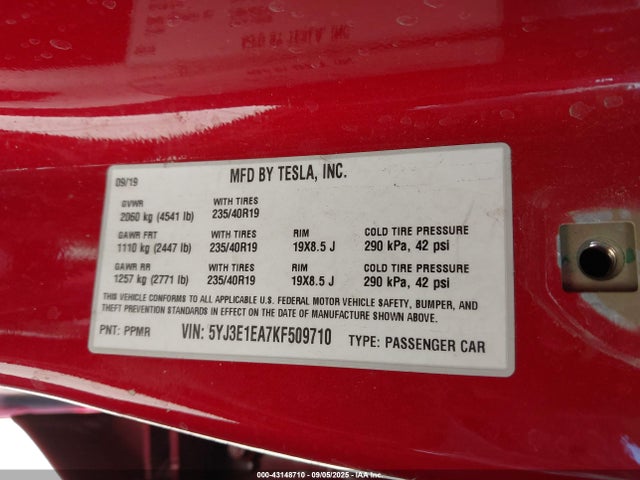 09/19 MFD BY TESLA, INC.
GVWR WITH TIRES
2060 kg (4541 lb) 235/40R19
GAWR FRT WITH TIRES RIM COLD TIRE PRESSURE
1110 kg (2447 lb) 235/40R19 19X8.5 J 290 kPa, 42 psi
GAWR RR WITH TIRES RIM COLD TIRE PRESSURE
1257 kg (2771 lb) 235/40R19 19X8.5 J 290 kPa, 42 psi
THIS VEHICLE CONFORMS TO ALL APPLICABLE U.S. FEDERAL MOTOR VEHICLE SAFETY, BUMPER, AND
THEFT PREVENTION STANDARDS IN EFFECT ON THE DATE OF MANUFACTURE SHOWN ABOVE.
PNT: PPMR VIN: 5YJ3E1EA7KF509710 TYPE: PASSENGER CAR
000-43148710 - 09/05/2025 - IAAI.COM